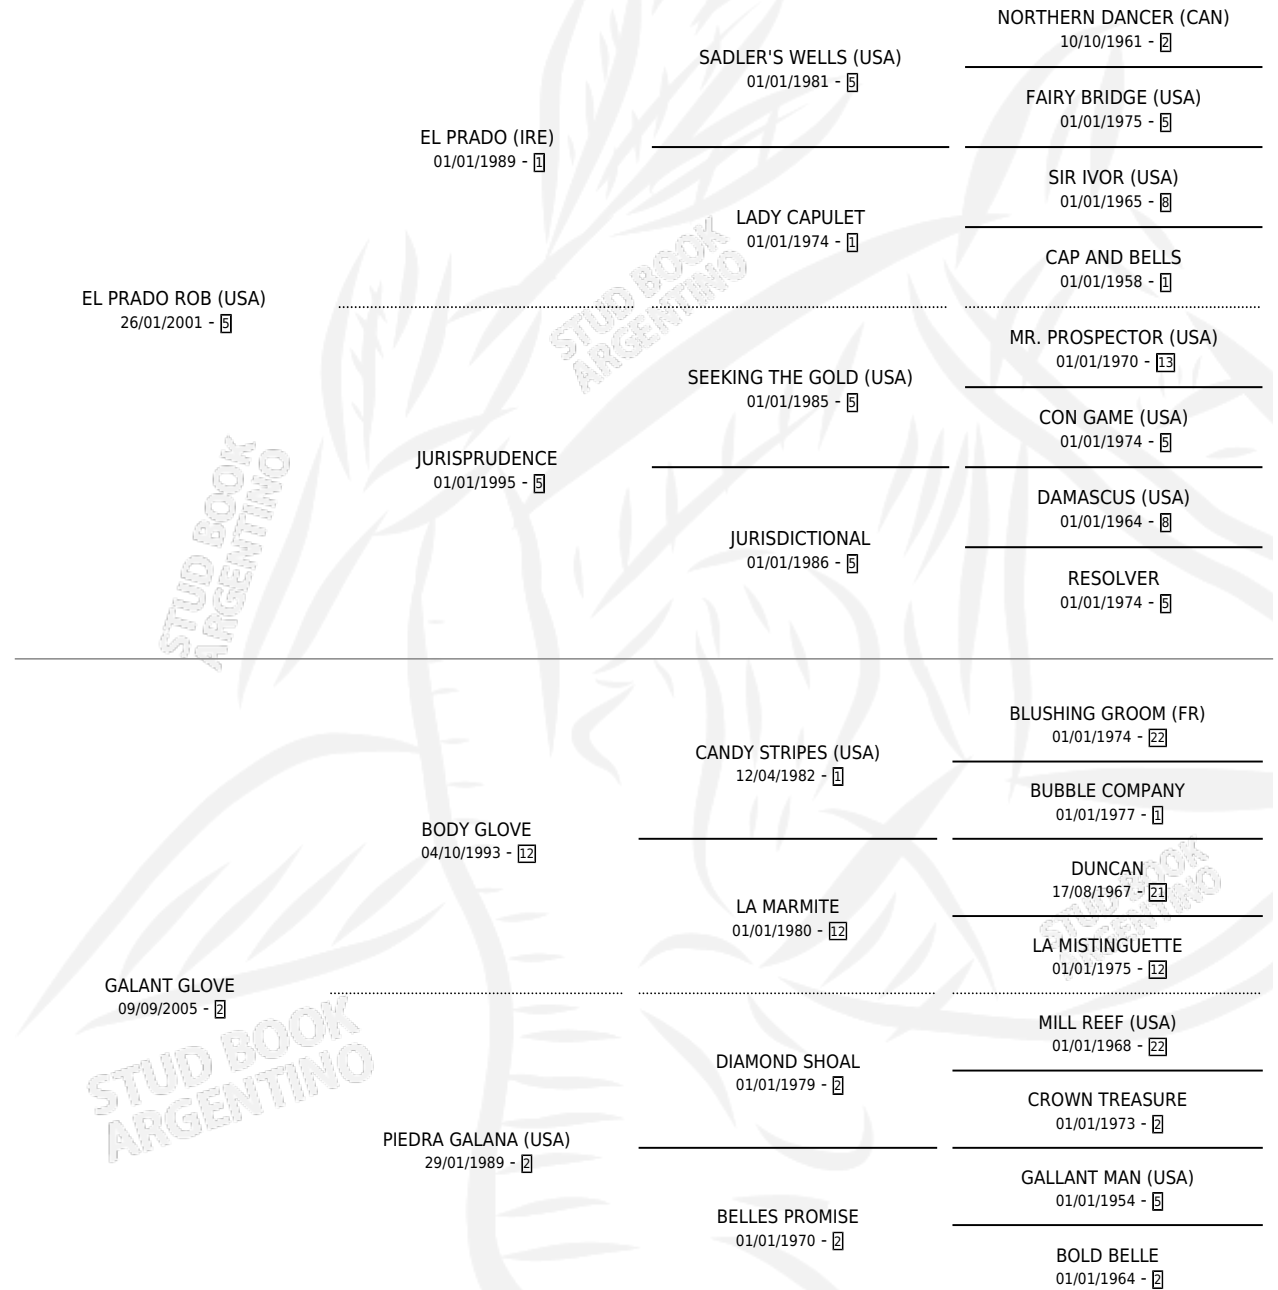 NORTHERN DANCER (CAN)
10/10/1961 - 2
SADLER'S WELLS (USA)
01/01/1981 - 5
FAIRY BRIDGE (USA)
01/01/1975 - 5
EL PRADO (IRE)
01/01/1989 - 1
SIR IVOR (USA)
01/01/1965 - 8
LADY CAPULET
01/01/1974 - 1
CAP AND BELLS
01/01/1958 - 1
EL PRADO ROB (USA)
26/01/2001 - 5
STUD BOOK
ARGENTINO
MR. PROSPECTOR (USA)
01/01/1970 - 13
SEEKING THE GOLD (USA)
01/01/1985 - 5
CON GAME (USA)
01/01/1974 - 5
JURISPRUDENCE
01/01/1995 - 5
DAMASCUS (USA)
01/01/1964 - 8
JURISDICTIONAL
01/01/1986 - 5
RESOLVER
01/01/1974 - 5
STUD BOOK
ARGENTINO
BLUSHING GROOM (FR)
01/01/1974 - 22
CANDY STRIPES (USA)
12/04/1982 - 1
BUBBLE COMPANY
01/01/1977 - 1
BODY GLOVE
04/10/1993 - 12
DUNCAN
17/08/1967 - 21
LA MARMITE
01/01/1980 - 12
STUD BOOK
ARGENTINO
LA MISTINGUETTE
01/01/1975 - 12
GALANT GLOVE
09/09/2005 - 2
MILL REEF (USA)
01/01/1968 - 22
STUD BOOK
ARGENTINO
DIAMOND SHOAL
01/01/1979 - 2
CROWN TREASURE
01/01/1973 - 2
PIEDRA GALANA (USA)
29/01/1989 - 2
GALLANT MAN (USA)
01/01/1954 - 5
BELLES PROMISE
01/01/1970 - 2
BOLD BELLE
01/01/1964 - 2